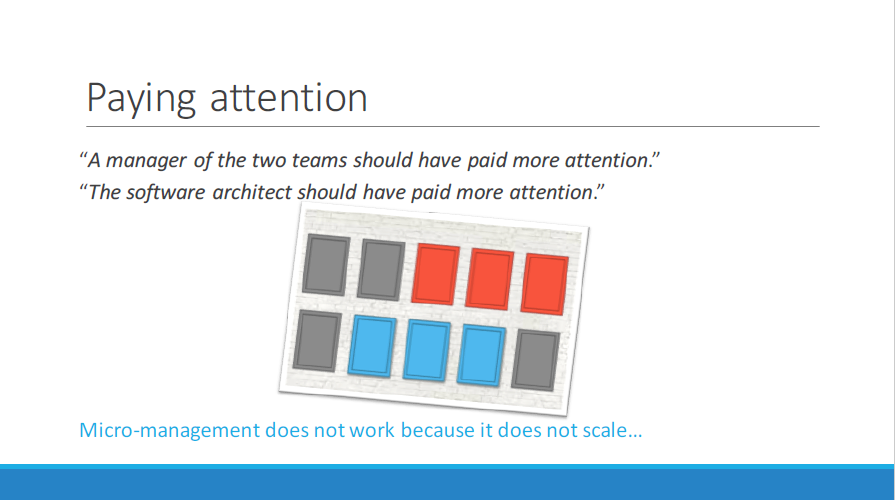 Paying attention
“A manager of the two teams should have paid more attention.”
“The software architect should have paid more attention.”
Micro-management does not work because it does not scale…